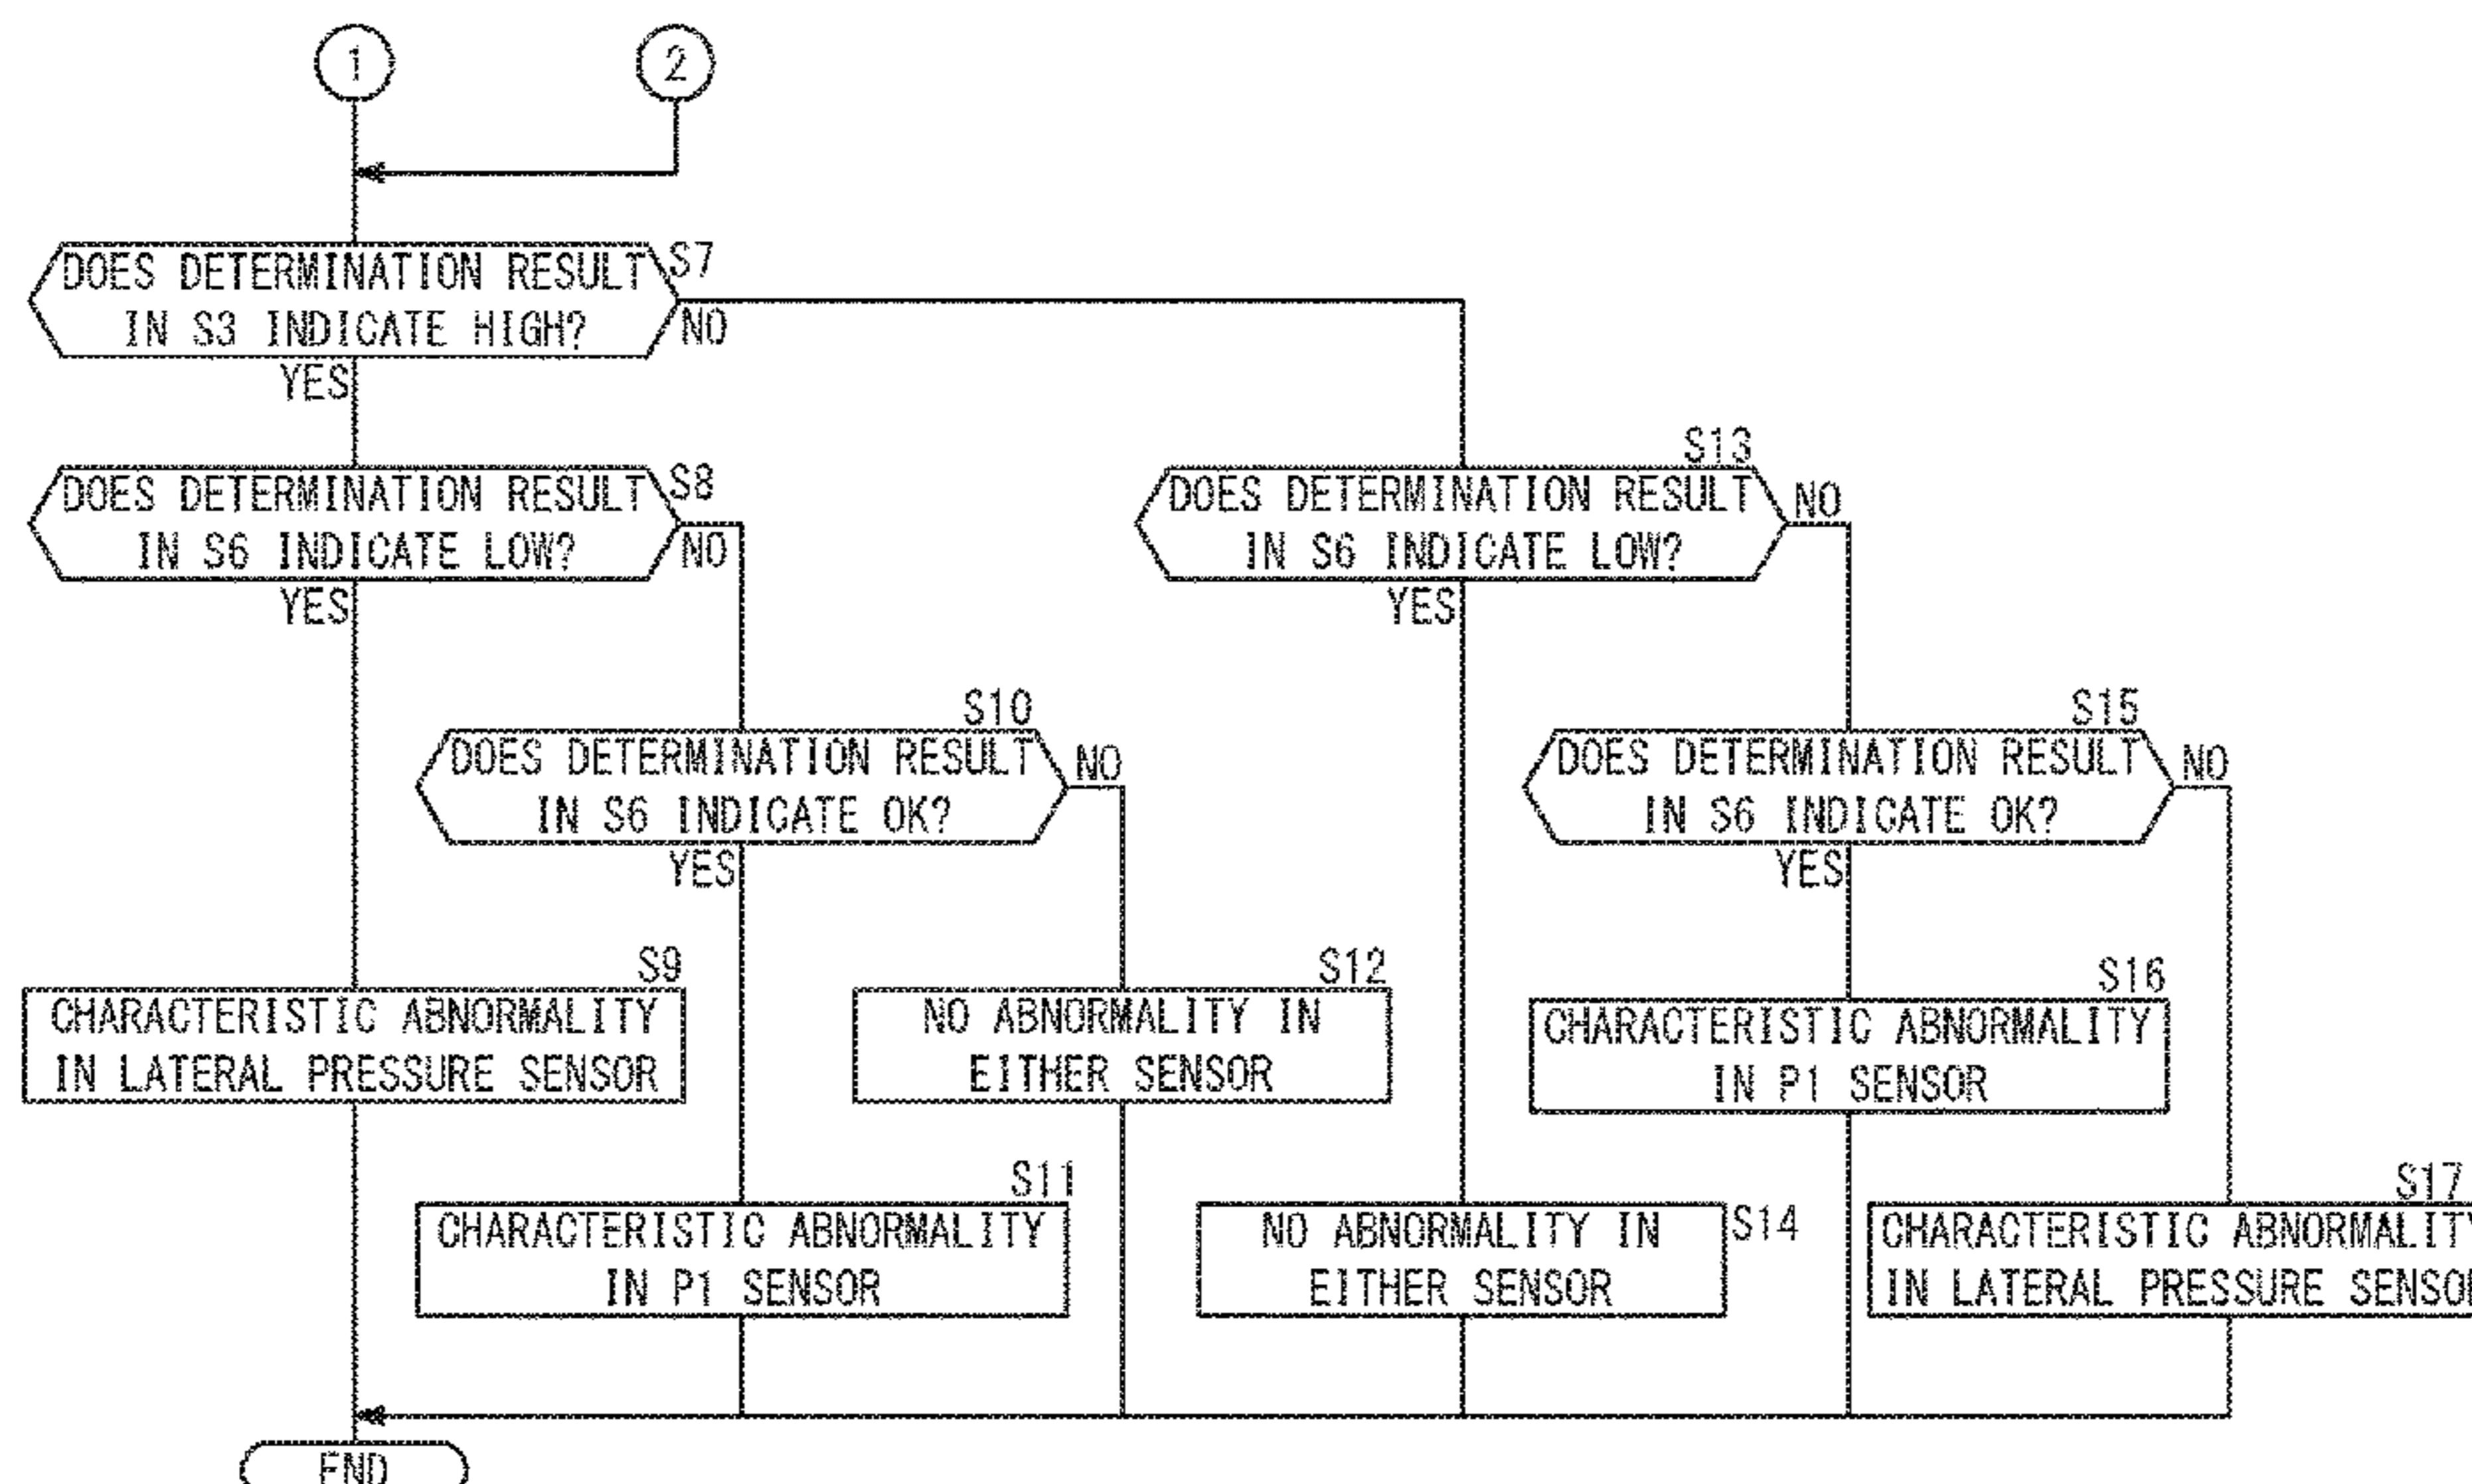 1
2
DOES DETERMINATION RESULT
IN S3 INDICATE HIGH?
S7
NO
YES
DOES DETERMINATION RESULT
IN S6 INDICATE LOW?
S8
NO
YES
S13
DOES DETERMINATION RESULT
IN S6 INDICATE LOW?
NO
YES
S10
DOES DETERMINATION RESULT
IN S6 INDICATE OK?
NO
YES
S15
DOES DETERMINATION RESULT
IN S6 INDICATE OK?
NO
YES
S9
CHARACTERISTIC ABNORMALITY
IN LATERAL PRESSURE SENSOR
S12
NO ABNORMALITY IN
EITHER SENSOR
S16
CHARACTERISTIC ABNORMALITY
IN P1 SENSOR
S11
CHARACTERISTIC ABNORMALITY
IN P1 SENSOR
NO ABNORMALITY IN
EITHER SENSOR
S14
S17
CHARACTERISTIC ABNORMALITY
IN LATERAL PRESSURE SENSOR
END